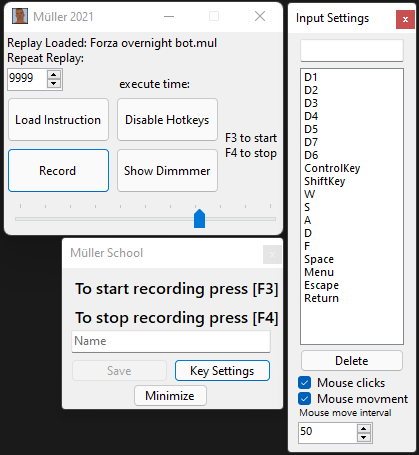 Müller 2021
Replay Loaded: Forza overnight bot.mul
Repeat Replay:
9999
execute time:
Load Instruction
Disable Hotkeys
F3 to start
F4 to stop
Record
Show Dimmmer
Müller School
To start recording press [F3]
To stop recording press [F4]
Name
Save
Key Settings
Minimize
Input Settings
D1
D2
D3
D4
D5
D7
D6
ControlKey
ShiftKey
W
S
A
D
F
Space
Menu
Escape
Return
Delete
Mouse clicks
Mouse movment
Mouse move interval
50